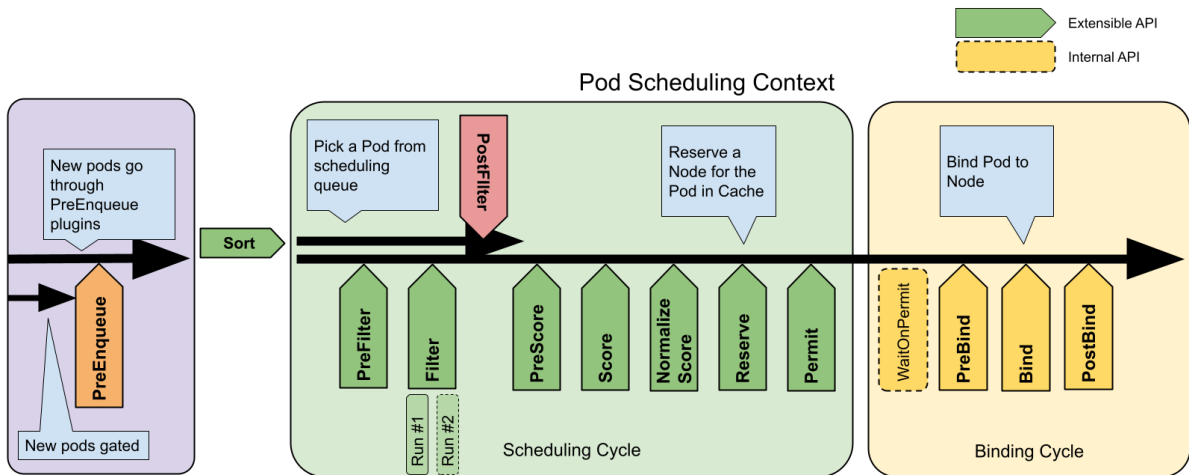 Extensible API
Internal API
Pod Scheduling Context
New pods go
through
PreEnqueue
plugins
PreEnqueue
New pods gated
Sort
Pick a Pod from
scheduling
queue
PostFIlter
Reserve a
Node for the
Pod in Cache
PreFilter
Filter
Run #1
Run #2
PreScore
Score
Normalize
Score
Reserve
Permit
Scheduling Cycle
Bind Pod to
Node
WaitOnPermit
PreBind
Bind
PostBind
Binding Cycle